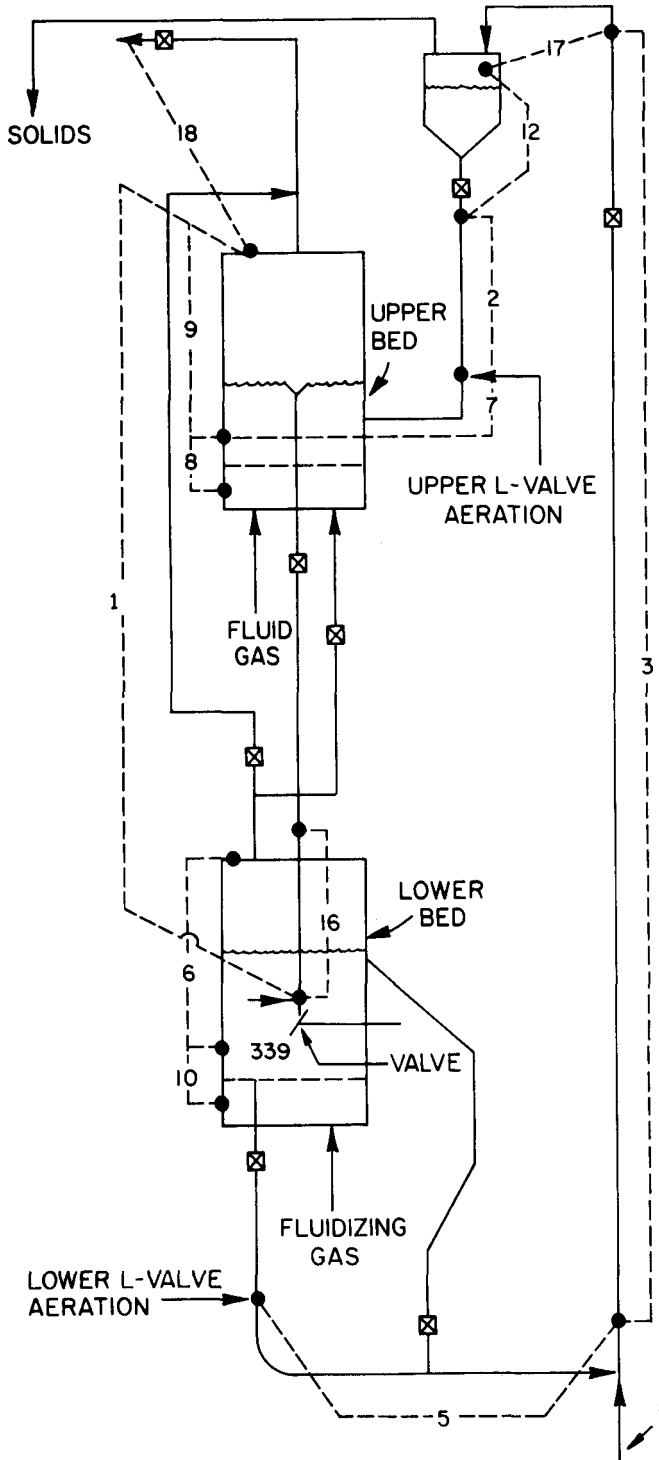 17
SOLIDS
18
12
2
9
UPPER
BED
7
8
UPPER L-VALVE
AERATION
1
FLUID
GAS
3
LOWER
BED
16
6
339
VALVE
10
FLUIDIZING
GAS
LOWER L-VALVE
AERATION
5